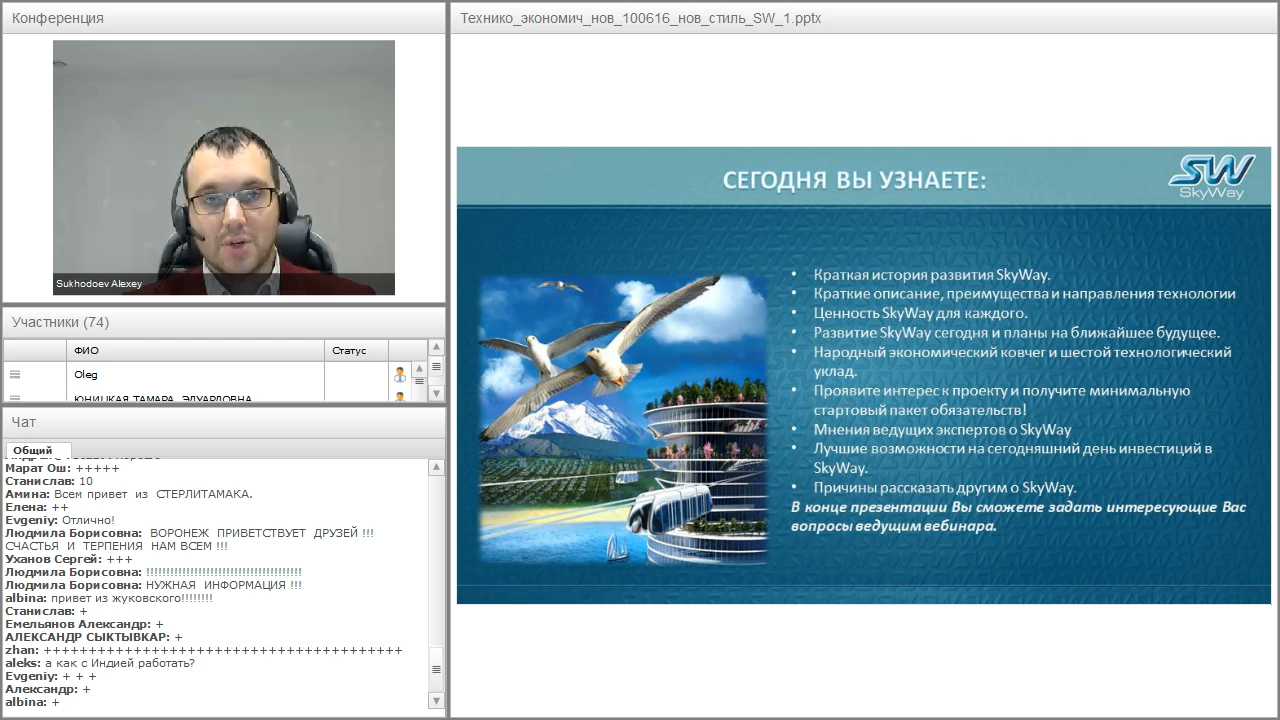 Конференция
Sukhodoev Alexey
Участники (74)
ФИО
Статус
Oleg
ЮНИЦКАЯ ТАМАРА ЭДУАРДОВНА
Чат
Общий
Марат Ош: +++++
Станислав: 10
Амина: Всем привет из СТЕРЛИТАМАКА.
Елена: ++
Evgeniy: Отлично!
Людмила Борисовна: ВОРОНЕЖ ПРИВЕТСТВУЕТ ДРУЗЕЙ !!!
СЧАСТЬЯ И ТЕРПЕНИЯ НАМ ВСЕМ !!!
Уханов Сергей: +++
Людмила Борисовна: !!!!!!!!!!!!!!!!!!!!!!!!!!!!!!!!!!!!!!!
Людмила Борисовна: НУЖНАЯ ИНФОРМАЦИЯ !!!
albina: привет из жуковского!!!!!!!!
Станислав: +
Емельянов Александр: +
АЛЕКСАНДР СЫКТЫВКАР: +
zhan: ++++++++++++++++++++++++++++++++++++++++
aleks: а как с Индией работать?
Evgeniy: + + +
Александр: +
albina: +
Технико_экономич_нов_100616_нов_стиль_SW_1.pptx
СЕГОДНЯ ВЫ УЗНАЕТЕ:
SW
SkyWay
• Краткая история развития SkyWay.
• Краткие описание, преимущества и направления технологии
• Ценность SkyWay для каждого.
• Развитие SkyWay сегодня и планы на ближайшее будущее.
• Народный экономический ковчег и шестой технологический
уклад.
• Проявите интерес к проекту и получите минимальную
стартовый пакет обязательств!
• Мнения ведущих экспертов о SkyWay
• Лучшие возможности на сегодняшний день инвестиций в
SkyWay.
• Причины рассказать другим о SkyWay.
В конце презентации Вы сможете задать интересующие Вас
вопросы ведущим вебинара.